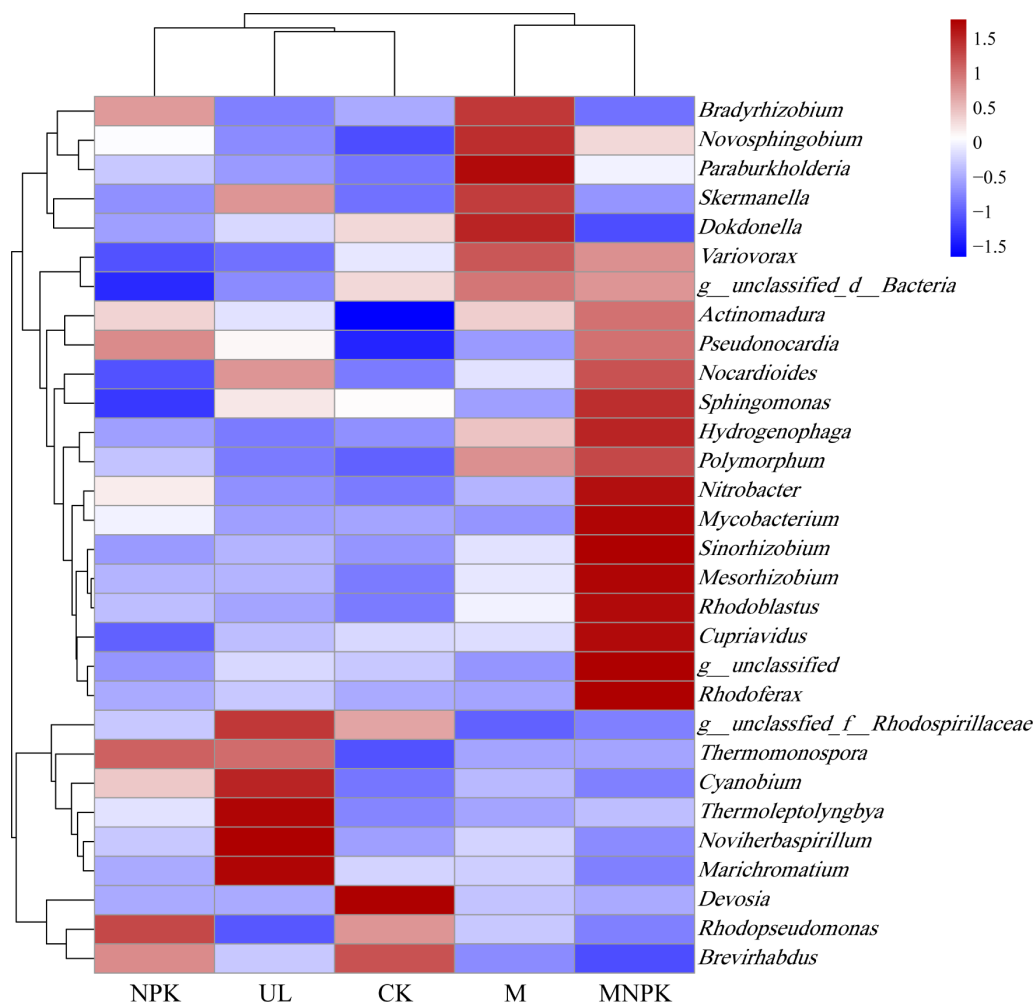 1.5
1
0.5
0
−0.5
−1
−1.5
Bradyrhizobium
Novosphingobium
Paraburkholderia
Skermanella
Dokdonella
Variovorax
g__unclassified_d__Bacteria
Actinomadura
Pseudonocardia
Nocardioides
Sphingomonas
Hydrogenophaga
Polymorphum
Nitrobacter
Mycobacterium
Sinorhizobium
Mesorhizobium
Rhodoblastus
Cupriavidus
g__unclassified
Rhodoferax
g__unclassfied_f__Rhodospirillaceae
Thermomonospora
Cyanobium
Thermoleptolyngbya
Noviherbaspirillum
Marichromatium
Devosia
Rhodopseudomonas
Brevirhabdus
NPK UL CK M MNPK